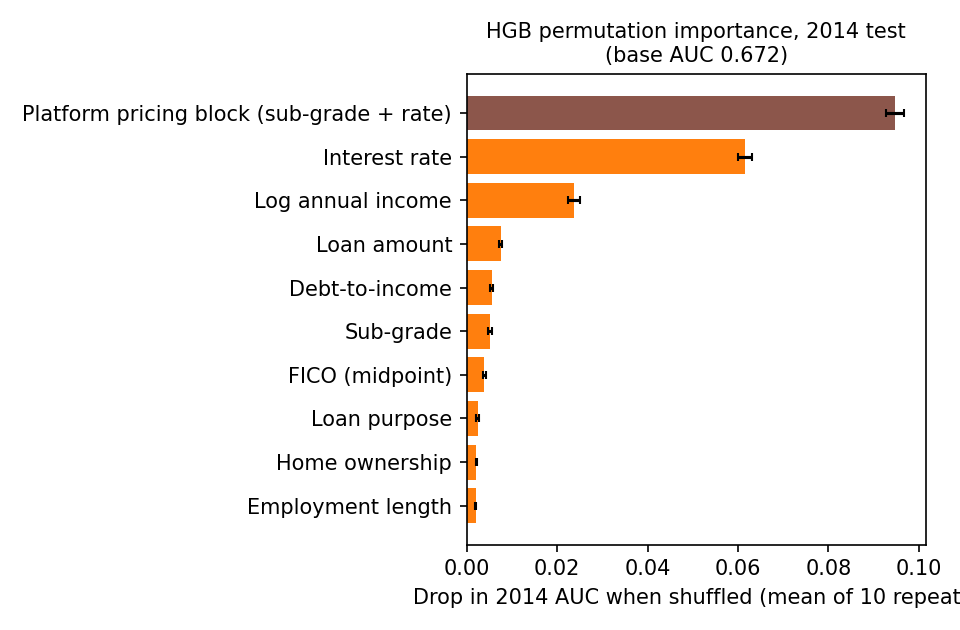 HGB permutation importance, 2014 test
(base AUC 0.672)
Platform pricing block (sub-grade + rate)
Interest rate
Log annual income
Loan amount
Debt-to-income
Sub-grade
FICO (midpoint)
Loan purpose
Home ownership
Employment length
0.00 0.02 0.04 0.06 0.08 0.10
Drop in 2014 AUC when shuffled (mean of 10 repeat